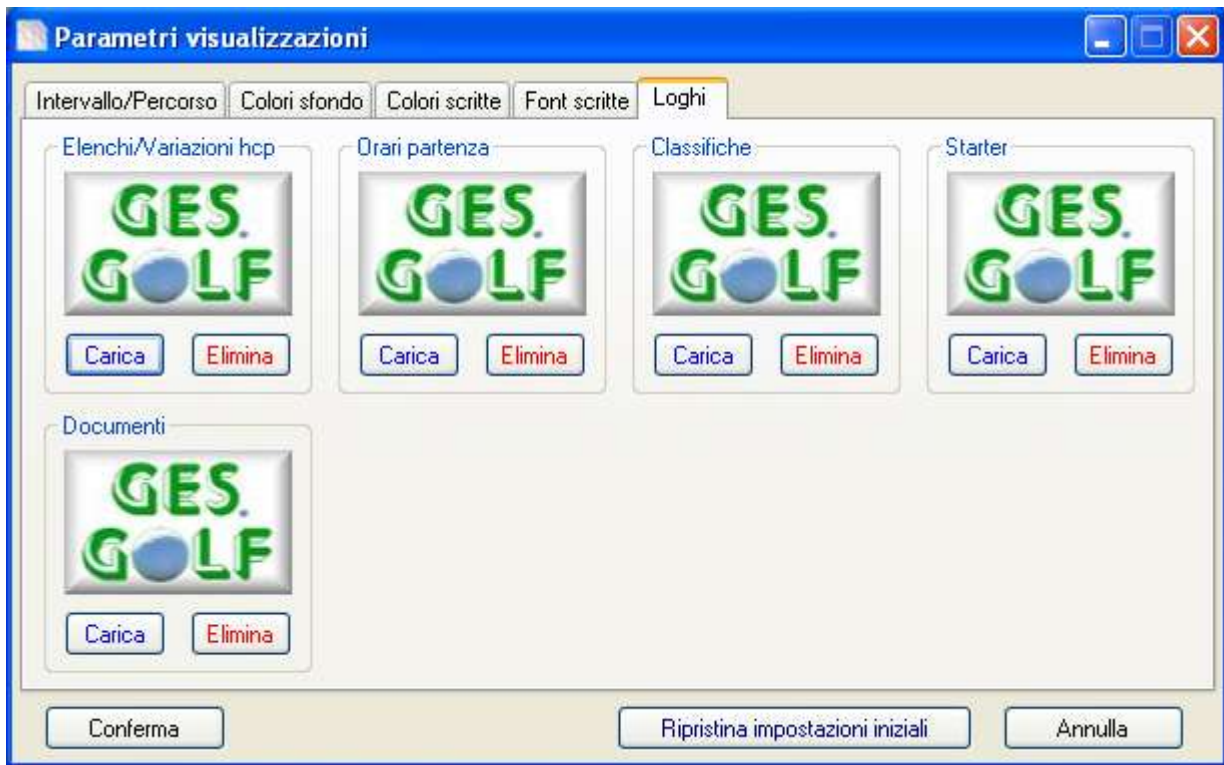 Parametri visualizzazioni
Intervallo/Percorso Colori sfondo Colori scritte Font scritte Loghi
Elenchi/Variazioni hcp Orari partenza Classifiche Starter
GES. GES. GES. GES.
GOLF GOLF GOLF GOLF
Carica Elimina Carica Elimina Carica Elimina Carica Elimina
Documenti
GES.
GOLF
Carica Elimina
Conferma Ripristina impostazioni iniziali Annulla